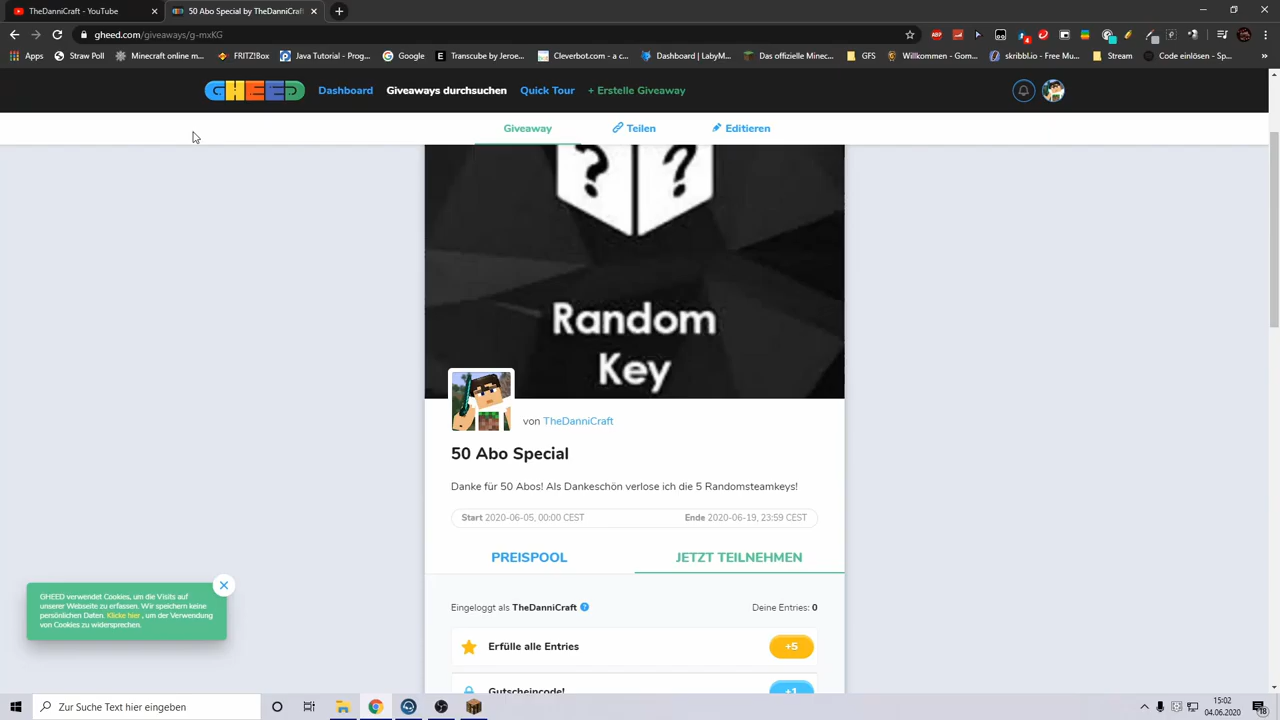 TheDanniCraft - YouTube
50 Abo Special by TheDanniCraf
gheed.com/giveaways/g-mxKG
Apps
Straw Poll
Minecraft online m...
FRITZ!Box
Java Tutorial - Prog...
Google
Transcube by Zerotu...
Cleverbot.com - a c...
Dashboard | LabyM...
Das offizielle Minec...
GFS
Willkommen - Gom...
skribbl.io - Free Mu...
Stream
Code einlösen - Sp...
GHEED
Dashboard
Giveaways durchsuchen
Quick Tour
+ Erstelle Giveaway
Giveaway
Teilen
Editieren
? ?
Random
Key
von TheDanniCraft
50 Abo Special
Danke für 50 Abos! Als Dankeschön verlose ich die 5 Randomsteamkeys!
Start 2020-06-05, 00:00 CEST
Ende 2020-06-19, 23:59 CEST
PREISPOOL
JETZT TEILNEHMEN
Eingeloggt als TheDanniCraft ?
Deine Entries: 0
Erfülle alle Entries
+5
Gutscheincode!
+1
GHEED verwendet Cookies, um die Visits auf
unserer Webseite zu erfassen. Wir speichern keine
persönlichen Daten. Klicke hier , um der Verwendung
von Cookies zu widersprechen.
Zur Suche Text hier eingeben
15:02
04.06.2020